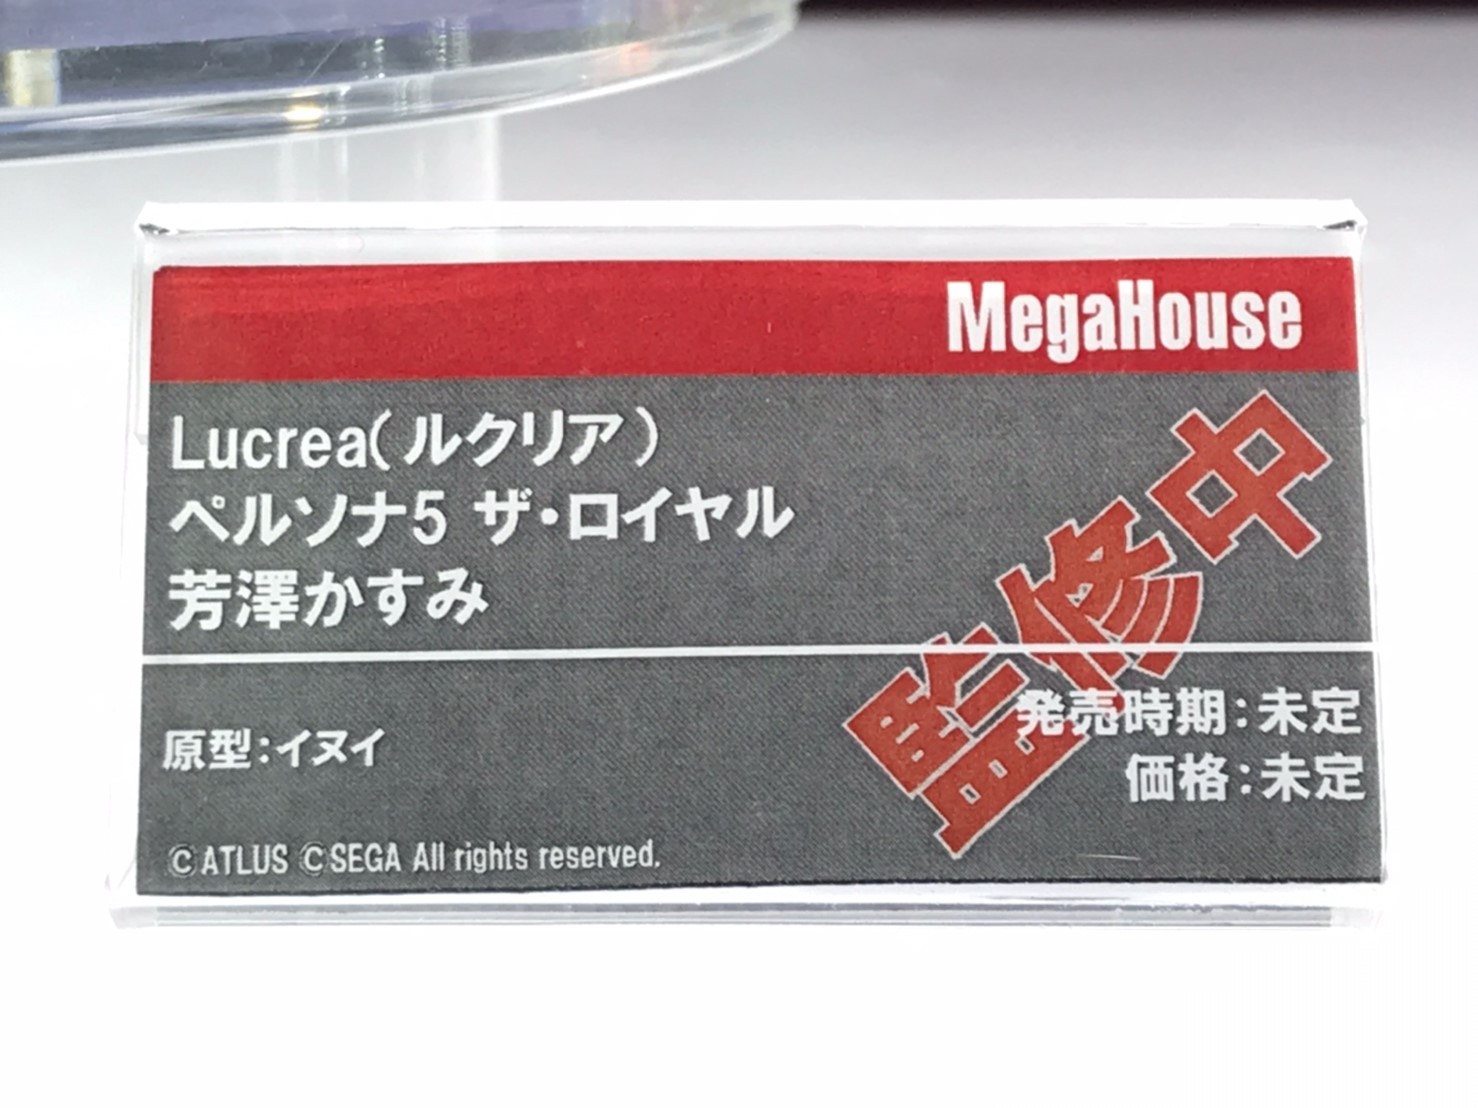 MegaHouse
Lucrea(ルクリア)
ペルソナ5 ザ・ロイヤル
芳澤かすみ
監修中
発売時期:未定
価格:未定
原型:イヌイ
©ATLUS ©SEGA All rights reserved.